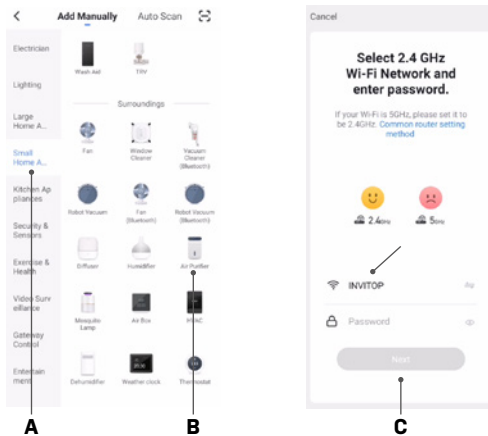 Add Manually Auto Scan
Electrician
Lighting
Large
Home A...
Small
Home A...
Kitchen Ap
pliances
Security &
Sensors
Exercise &
Health
Video Surv
eillance
Gateway
Control
Entertain
ment
Wash Aid TRV
Surroundings
Fan
Window
Cleaner
Vacuum
Cleaner
(Bluetooth)
Robot Vacuum
Fan
(Bluetooth)
Robot Vacuum
(Bluetooth)
Diffuser Humidifier Air Purifier
Mosquito
Lamp
Air Box
HVAC
Dehumidifier Weather clock Thermostat
A B
Cancel
Select 2.4 GHz
Wi-Fi Network and
enter password.
If your Wi-Fi is 5GHz, please set it to
be 2.4GHz. Common router setting
method
2.4GHz 5GHz
INVITOP
Password
Next
C